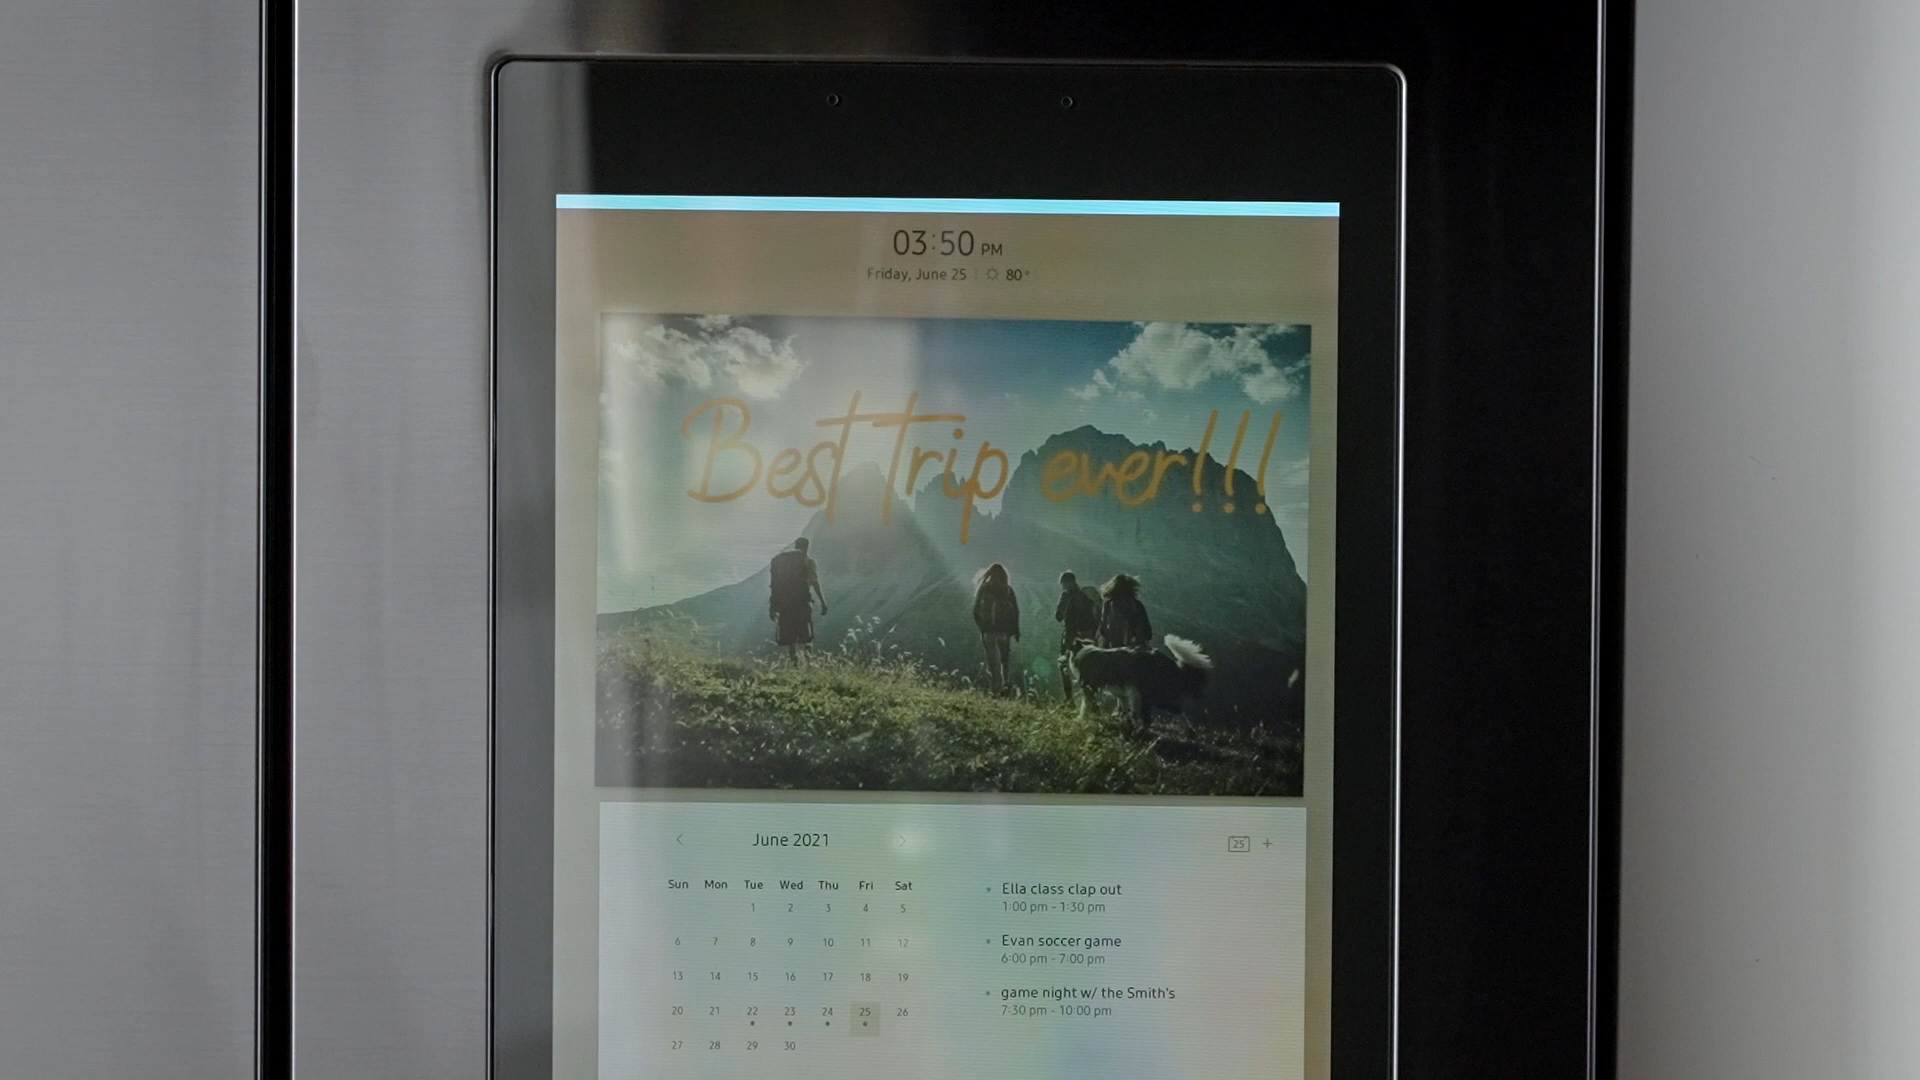 03:50 PM
Friday, June 25 | 80°
Best trip ever!!!
< June 2021 >
25 +
Sun Mon Tue Wed Thu Fri Sat
1 2 3 4 5
6 7 8 9 10 11 12
13 14 15 16 17 18 19
20 21 22 23 24 25 26
27 28 29 30
Ella class clap out
1:00 pm - 1:30 pm
Evan soccer game
6:00 pm - 7:00 pm
game night w/ the Smith's
7:30 pm - 10:00 pm